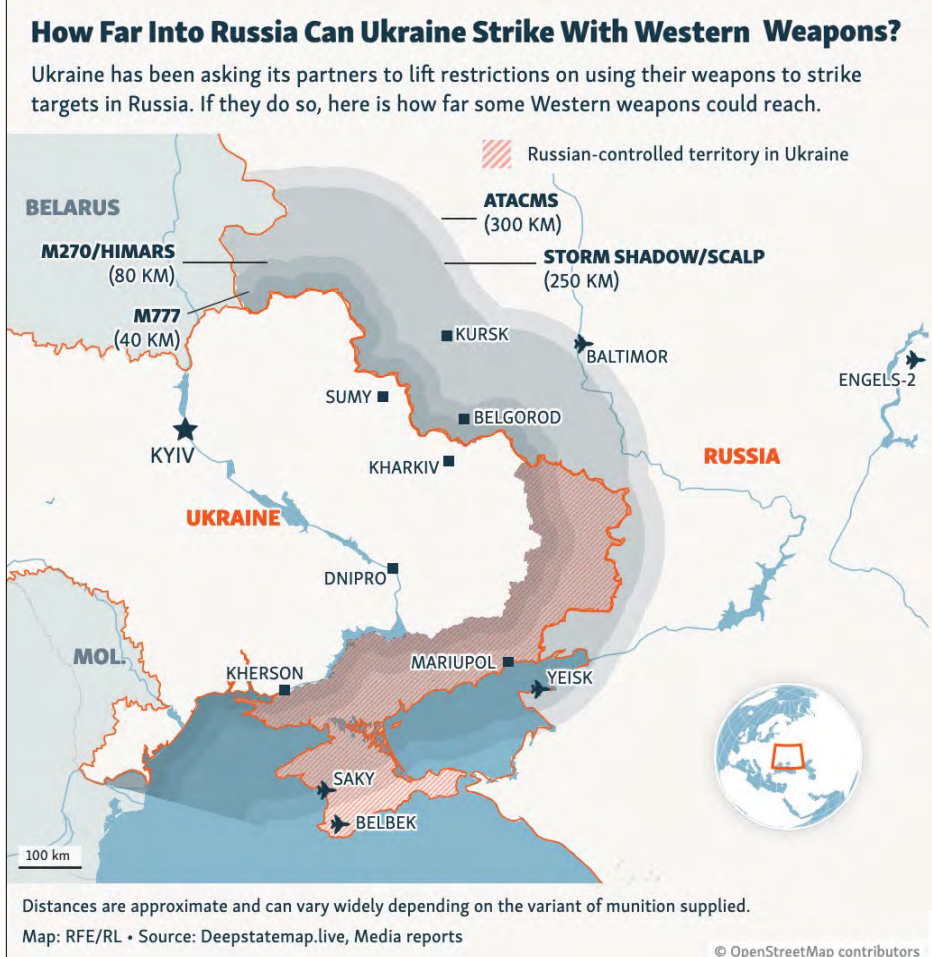 How Far Into Russia Can Ukraine Strike With Western Weapons?
Ukraine has been asking its partners to lift restrictions on using their weapons to strike
targets in Russia. If they do so, here is how far some Western weapons could reach.
Russian-controlled territory in Ukraine
BELARUS
ATACMS
(300 KM)
M270/HIMARS
(80 KM)
STORM SHADOW/SCALP
(250 KM)
M777
(40 KM)
KURSK
BALTIMOR
ENGELS-2
SUMY
BELGOROD
KYIV
KHARKIV
RUSSIA
UKRAINE
DNIPRO
MOL.
KHERSON
MARIUPOL
YEISK
SAKY
BELBEK
100 km
Distances are approximate and can vary widely depending on the variant of munition supplied.
Map: RFE/RL • Source: Deepstatemap.live, Media reports
© OpenStreetMap contributors